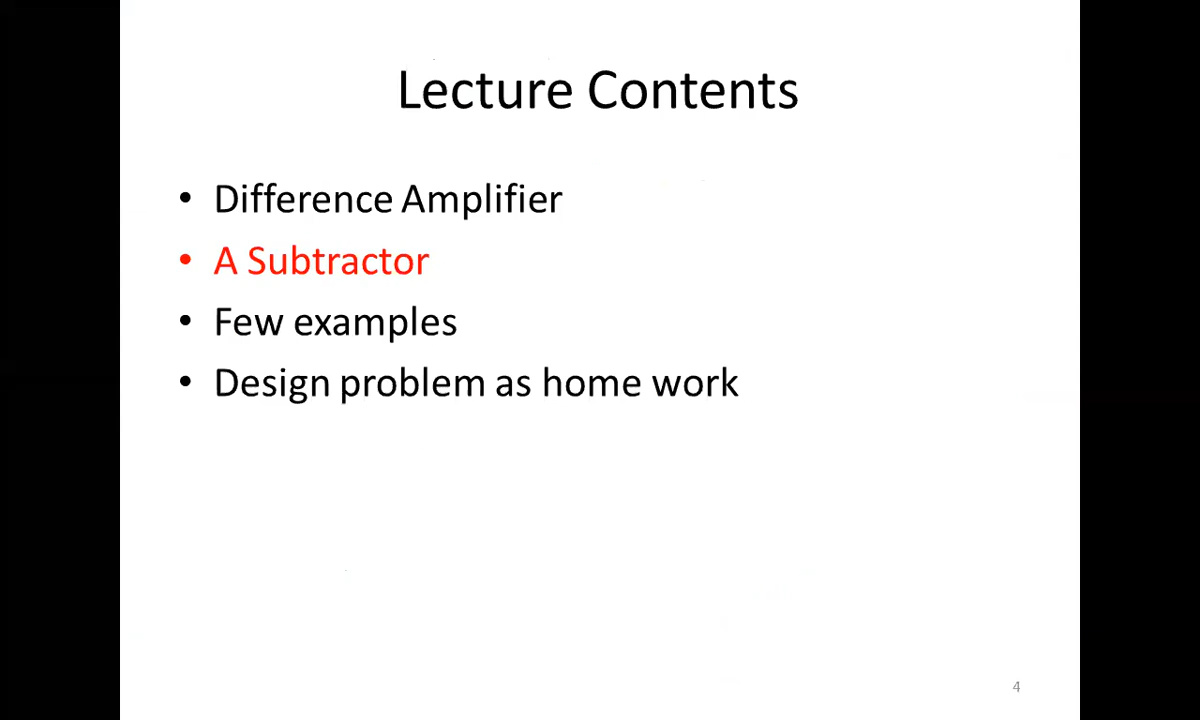 Lecture Contents
• Difference Amplifier
• A Subtractor
• Few examples
• Design problem as home work
4